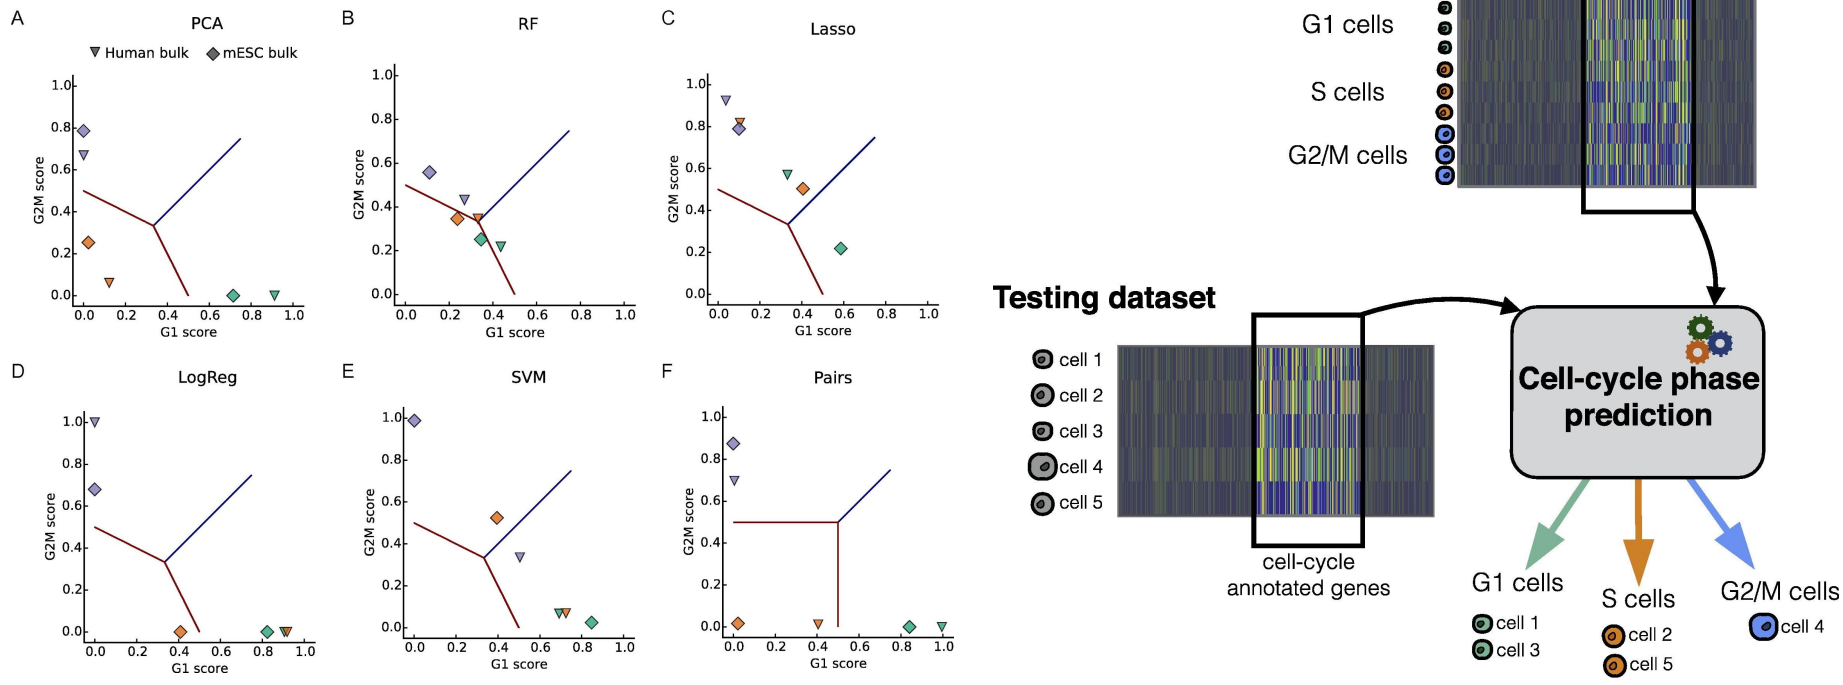 A
PCA
Human bulk
mESC bulk
1.0
0.8
0.6
0.4
0.2
0.0
G2M score
0.0 0.2 0.4 0.6 0.8 1.0
G1 score
B
RF
1.0
0.8
0.6
0.4
0.2
0.0
G2M score
0.0 0.2 0.4 0.6 0.8 1.0
G1 score
C
Lasso
1.0
0.8
0.6
0.4
0.2
0.0
G2M score
0.0 0.2 0.4 0.6 0.8 1.0
G1 score
D
LogReg
1.0
0.8
0.6
0.4
0.2
0.0
G2M score
0.0 0.2 0.4 0.6 0.8 1.0
G1 score
E
SVM
1.0
0.8
0.6
0.4
0.2
0.0
G2M score
0.0 0.2 0.4 0.6 0.8 1.0
G1 score
F
Pairs
1.0
0.8
0.6
0.4
0.2
0.0
G2M score
0.0 0.2 0.4 0.6 0.8 1.0
G1 score
G1 cells
S cells
G2/M cells
Testing dataset
cell 1
cell 2
cell 3
cell 4
cell 5
cell-cycle
annotated genes
Cell-cycle phase
prediction
G1 cells
cell 1
cell 3
S cells
cell 2
cell 5
G2/M cells
cell 4